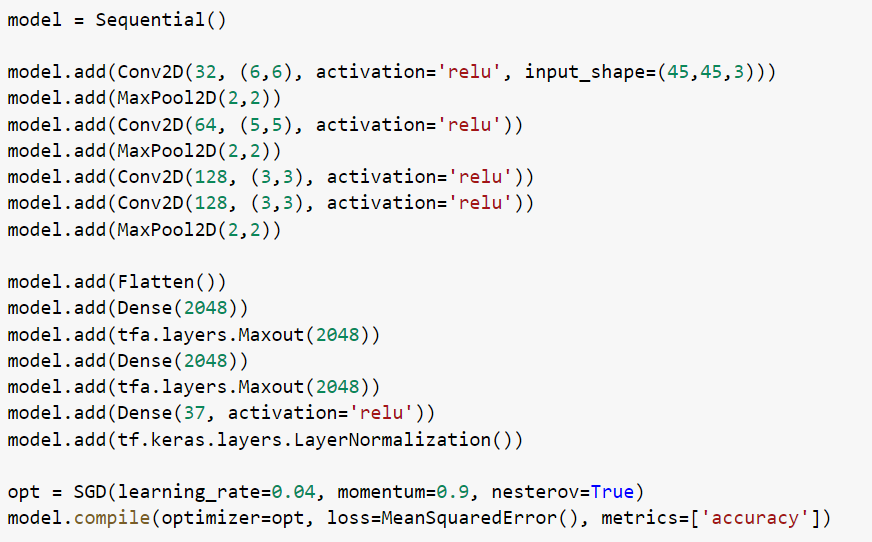 model = Sequential()
model.add(Conv2D(32, (6,6), activation='relu', input_shape=(45,45,3)))
model.add(MaxPool2D(2,2))
model.add(Conv2D(64, (5,5), activation='relu'))
model.add(MaxPool2D(2,2))
model.add(Conv2D(128, (3,3), activation='relu'))
model.add(Conv2D(128, (3,3), activation='relu'))
model.add(MaxPool2D(2,2))
model.add(Flatten())
model.add(Dense(2048))
model.add(tfa.layers.Maxout(2048))
model.add(Dense(2048))
model.add(tfa.layers.Maxout(2048))
model.add(Dense(37, activation='relu'))
model.add(tf.keras.layers.LayerNormalization())
opt = SGD(learning_rate=0.04, momentum=0.9, nesterov=True)
model.compile(optimizer=opt, loss=MeanSquaredError(), metrics=['accuracy'])